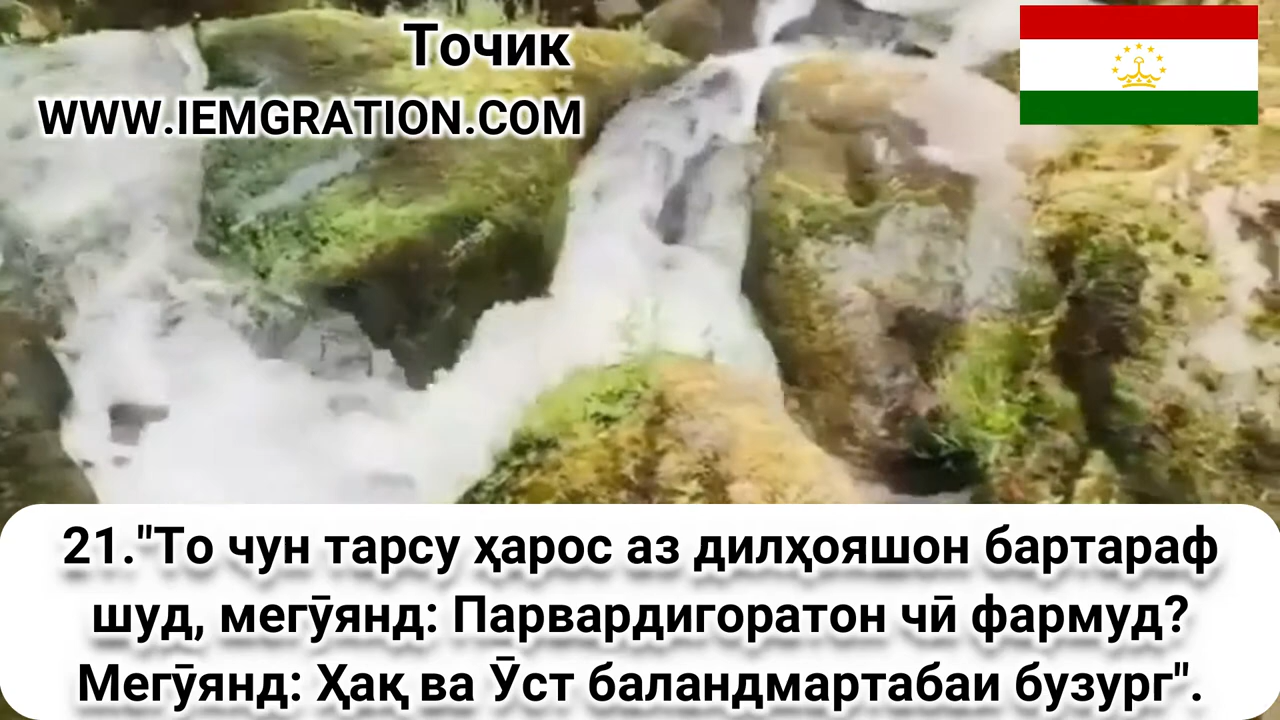 Точик
WWW.IEMGRATION.COM
21."То чун тарсу ҳарос аз дилҳояшон бартараф
шуд, мегӯянд: Парвардигоратон чӣ фармуд?
Мегӯянд: Ҳақ ва Ӯст баландмартабаи бузург".